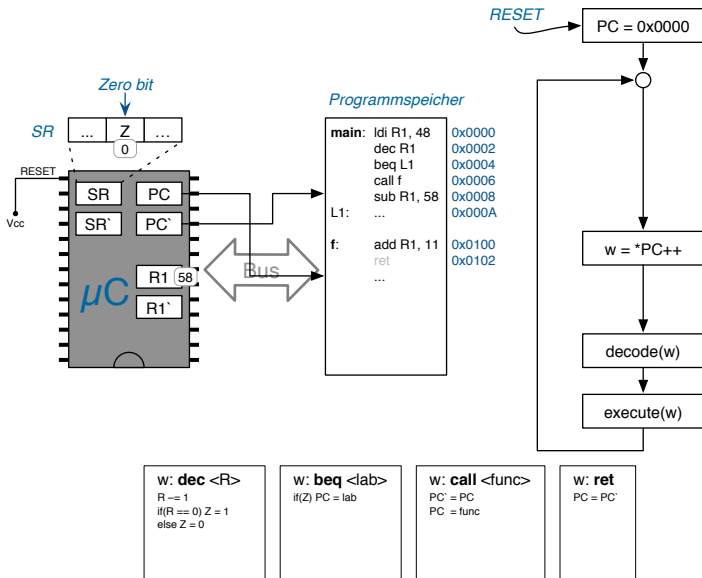 RESET
PC = 0x0000
Zero bit
Programmspeicher
SR
... Z ...
0
main: ldi R1, 48 0x0000
dec R1 0x0002
beq L1 0x0004
call f 0x0006
sub R1, 58 0x0008
L1: ... 0x000A
f: add R1, 11 0x0100
ret 0x0102
...
RESET
Vcc
SR PC
SR` PC`
R1 58
R1`
µC
Bus
w = *PC++
decode(w)
execute(w)
w: dec <R>
R −= 1
if(R == 0) Z = 1
else Z = 0
w: beq <lab>
if(Z) PC = lab
w: call <func>
PC` = PC
PC = func
w: ret
PC = PC`